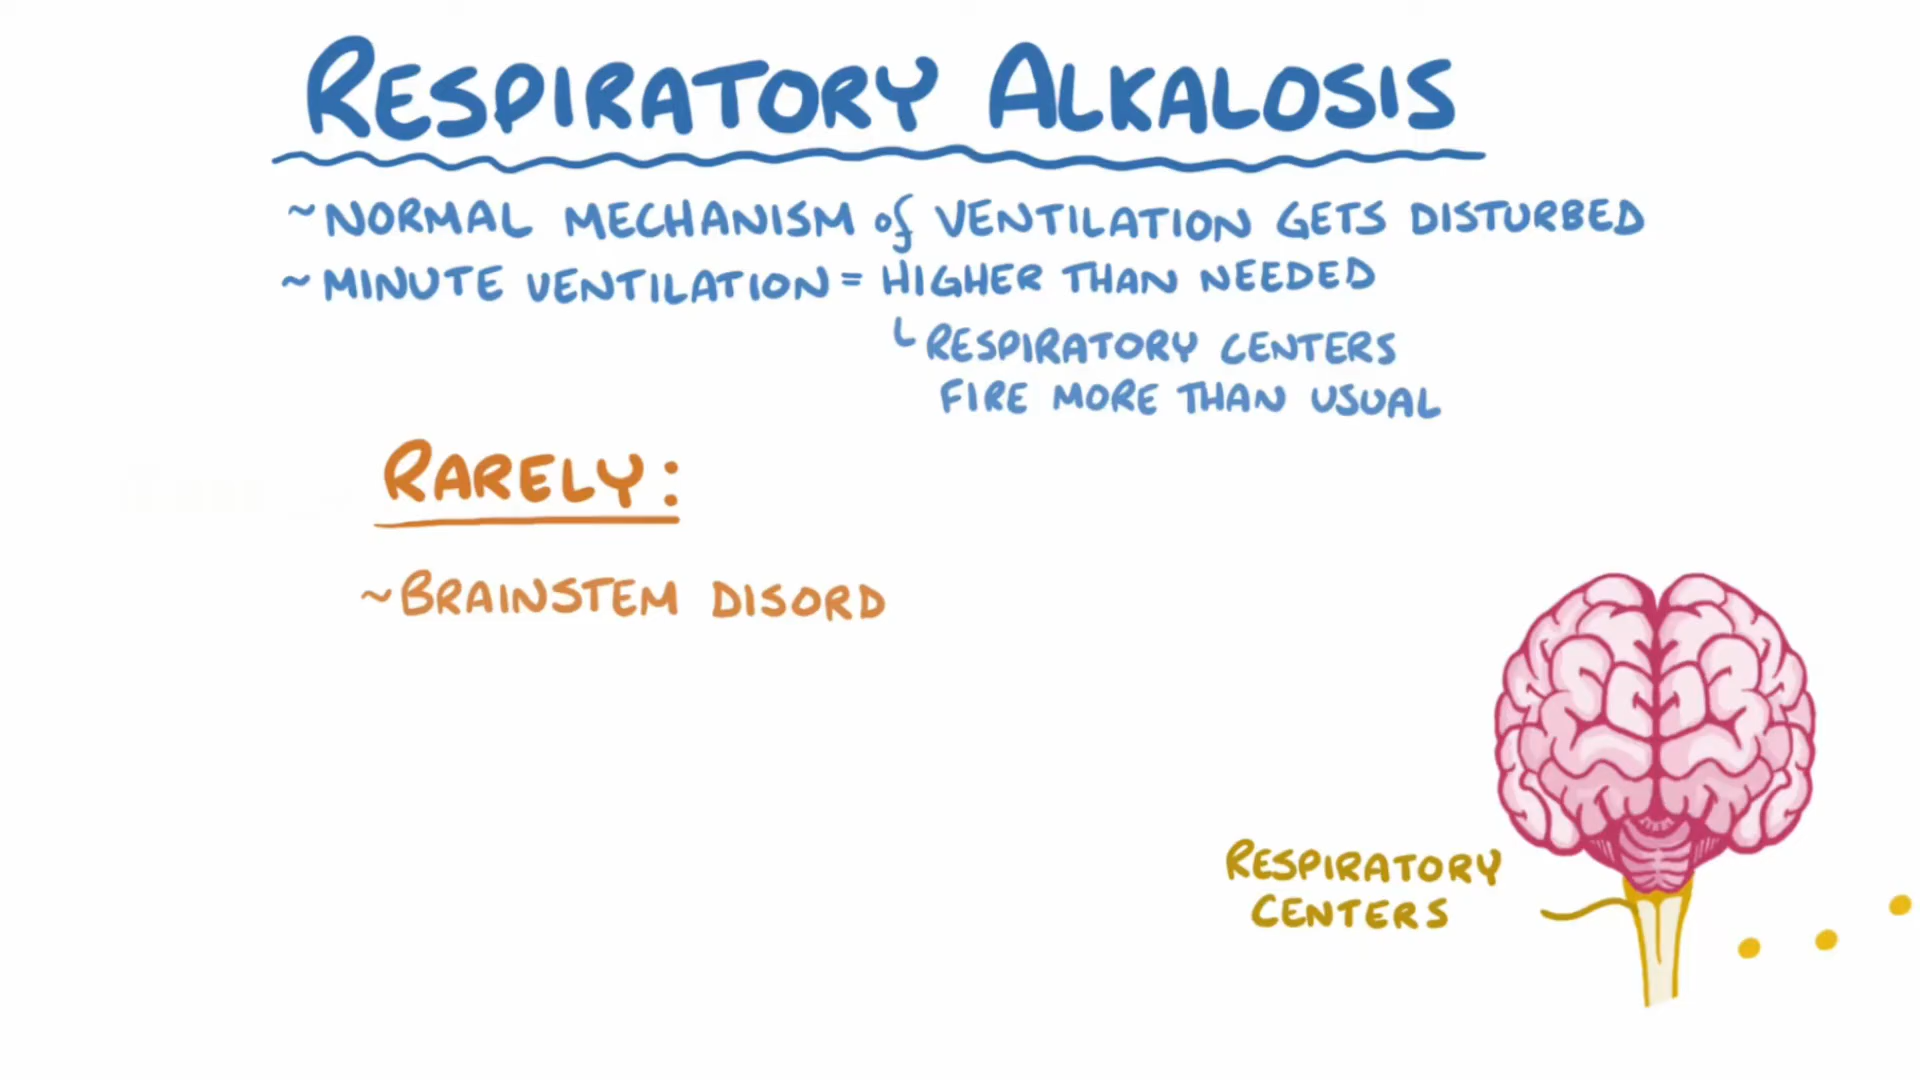 RESPIRATORY ALKALOSIS
~ NORMAL MECHANISM of VENTILATION GETS DISTURBED
~ MINUTE VENTILATION = HIGHER THAN NEEDED
RESPIRATORY CENTERS
FIRE MORE THAN USUAL
RARELY:
~ BRAINSTEM DISORD
RESPIRATORY
CENTERS